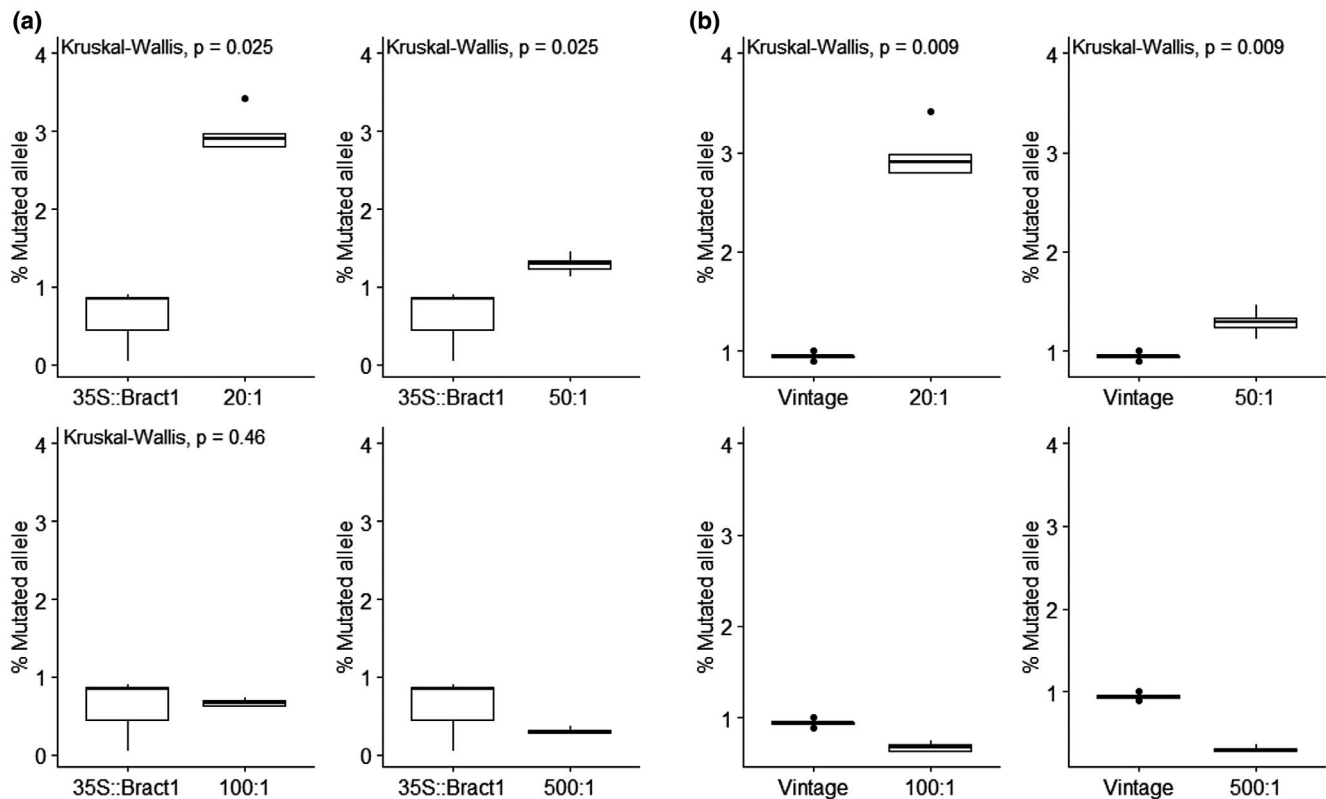 (a)
(b)
Kruskal-Wallis, p = 0.025
Kruskal-Wallis, p = 0.025
Kruskal-Wallis, p = 0.009
Kruskal-Wallis, p = 0.009
% Mutated allele
4
3
2
1
0
35S::Bract1 20:1
% Mutated allele
4
3
2
1
0
35S::Bract1 50:1
% Mutated allele
4
3
2
1
Vintage 20:1
% Mutated allele
4
3
2
1
Vintage 50:1
Kruskal-Wallis, p = 0.46
% Mutated allele
4
3
2
1
0
35S::Bract1 100:1
% Mutated allele
4
3
2
1
0
35S::Bract1 500:1
% Mutated allele
4
3
2
1
Vintage 100:1
% Mutated allele
4
3
2
1
Vintage 500:1